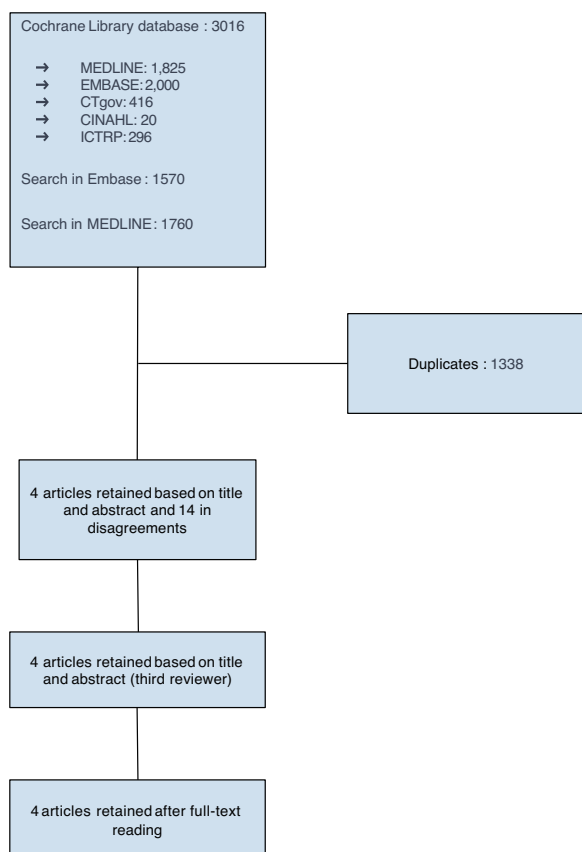 Cochrane Library database : 3016
→ MEDLINE: 1,825
→ EMBASE: 2,000
→ CTgov: 416
→ CINAHL: 20
→ ICTRP: 296
Search in Embase : 1570
Search in MEDLINE : 1760
Duplicates : 1338
4 articles retained based on title
and abstract and 14 in
disagreements
4 articles retained based on title
and abstract (third reviewer)
4 articles retained after full-text
reading